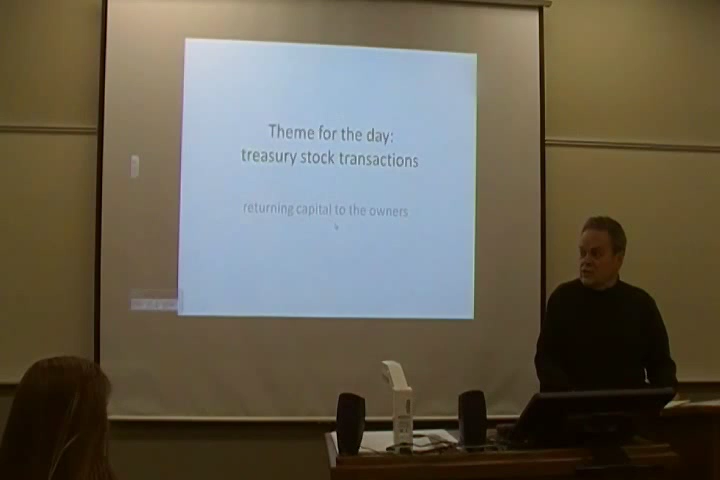 Theme for the day:
treasury stock transactions
returning capital to the owners